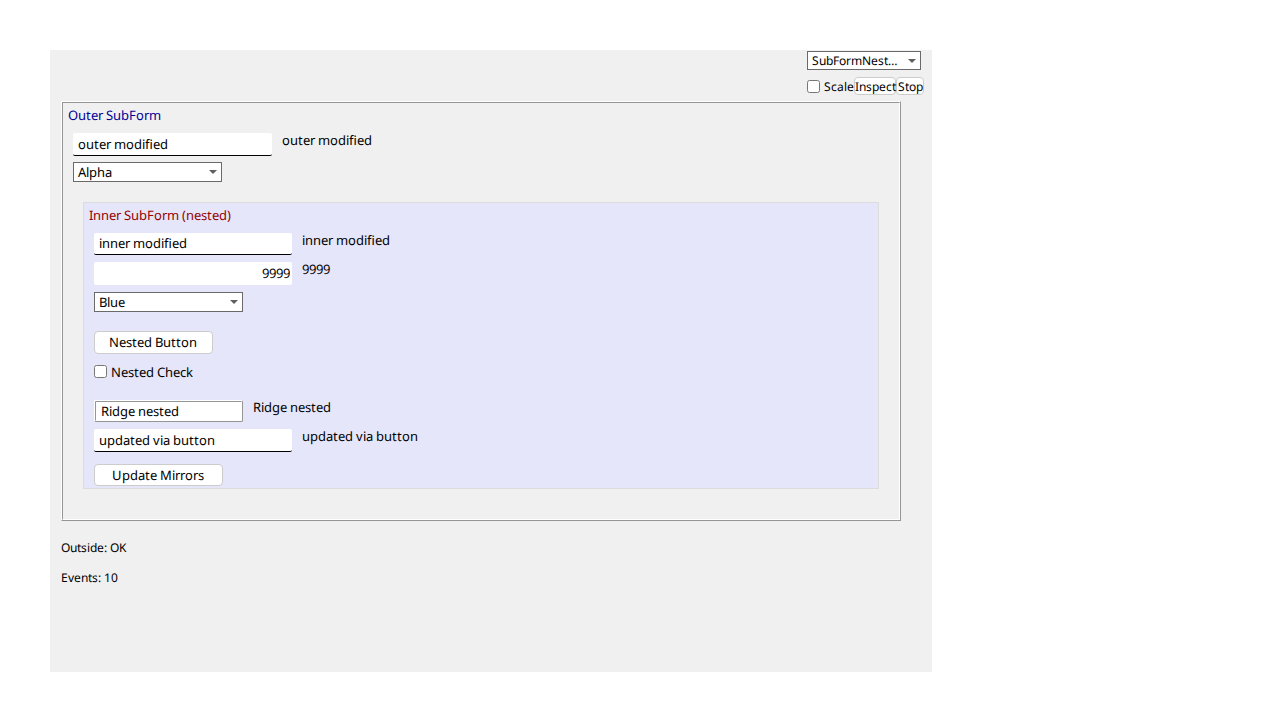 SubFormNest...
Scale Inspect Stop
Outer SubForm
outer modified outer modified
Alpha
Inner SubForm (nested)
inner modified inner modified
9999 9999
Blue
Nested Button
Nested Check
Ridge nested Ridge nested
updated via button updated via button
Update Mirrors
Outside: OK
Events: 10